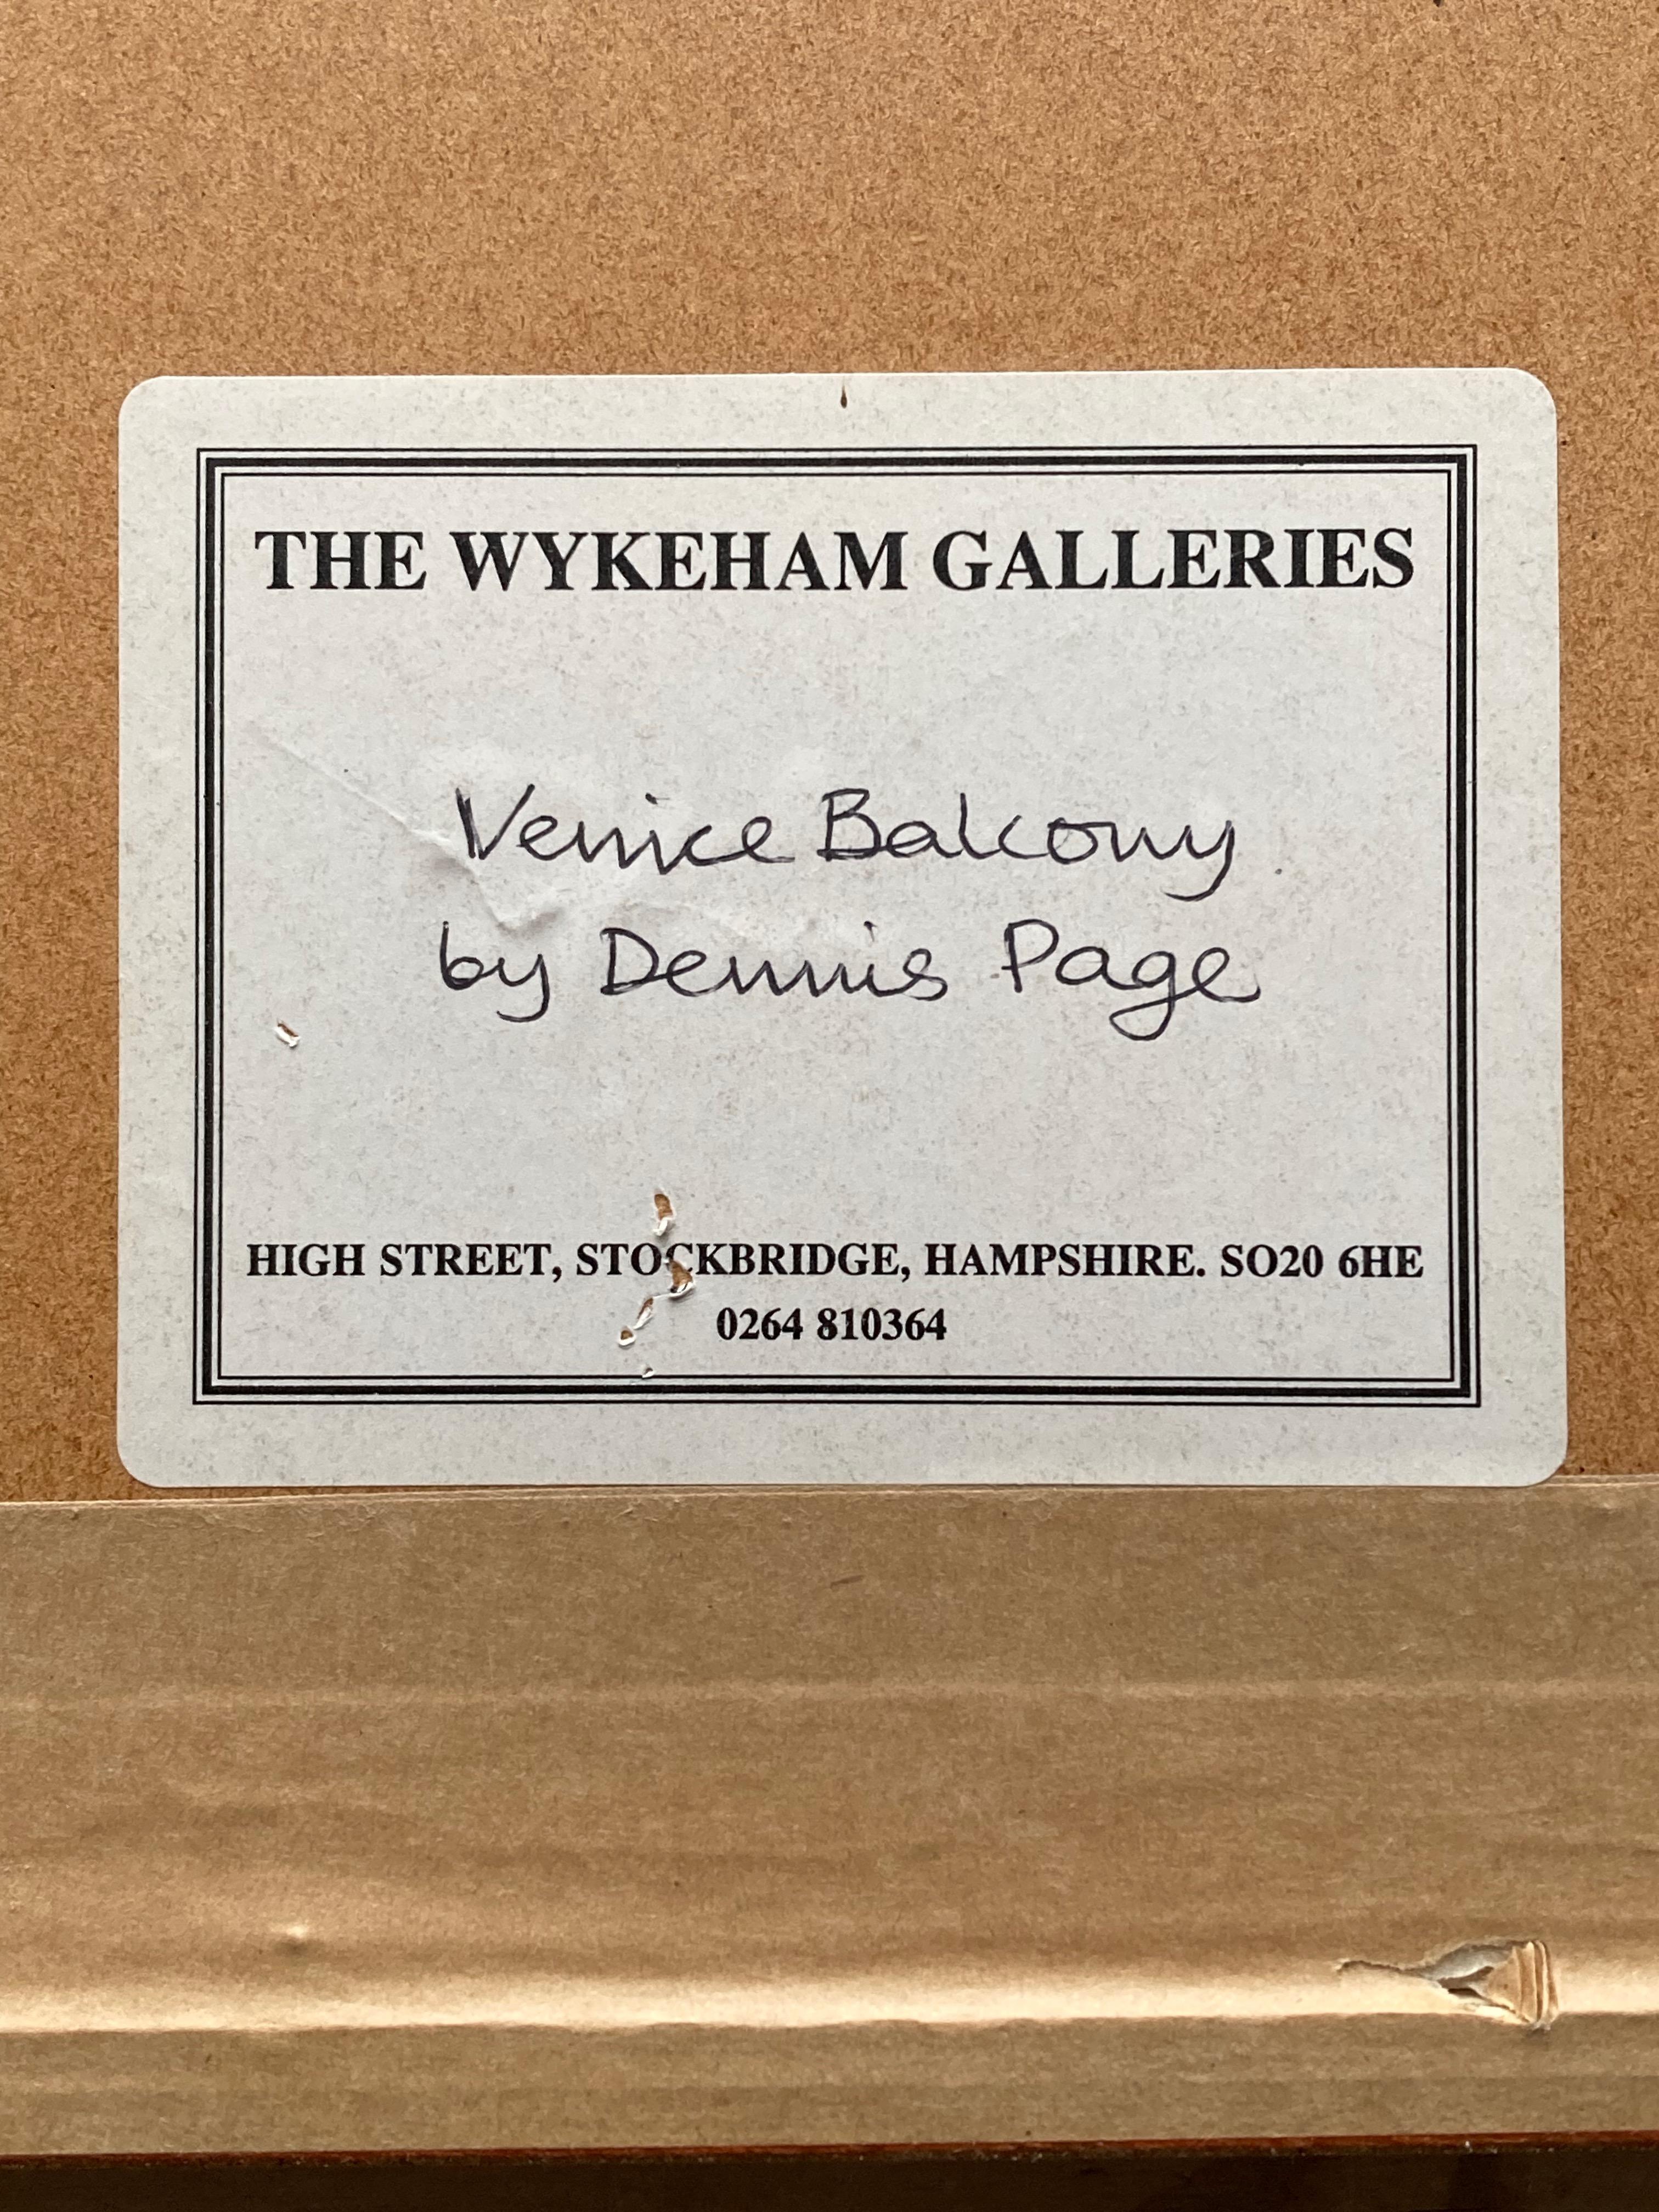 THE WYKEHAM GALLERIES
Venice Balcony
by Dennis Page
HIGH STREET, STOCKBRIDGE, HAMPSHIRE. SO20 6HE
0264 810364